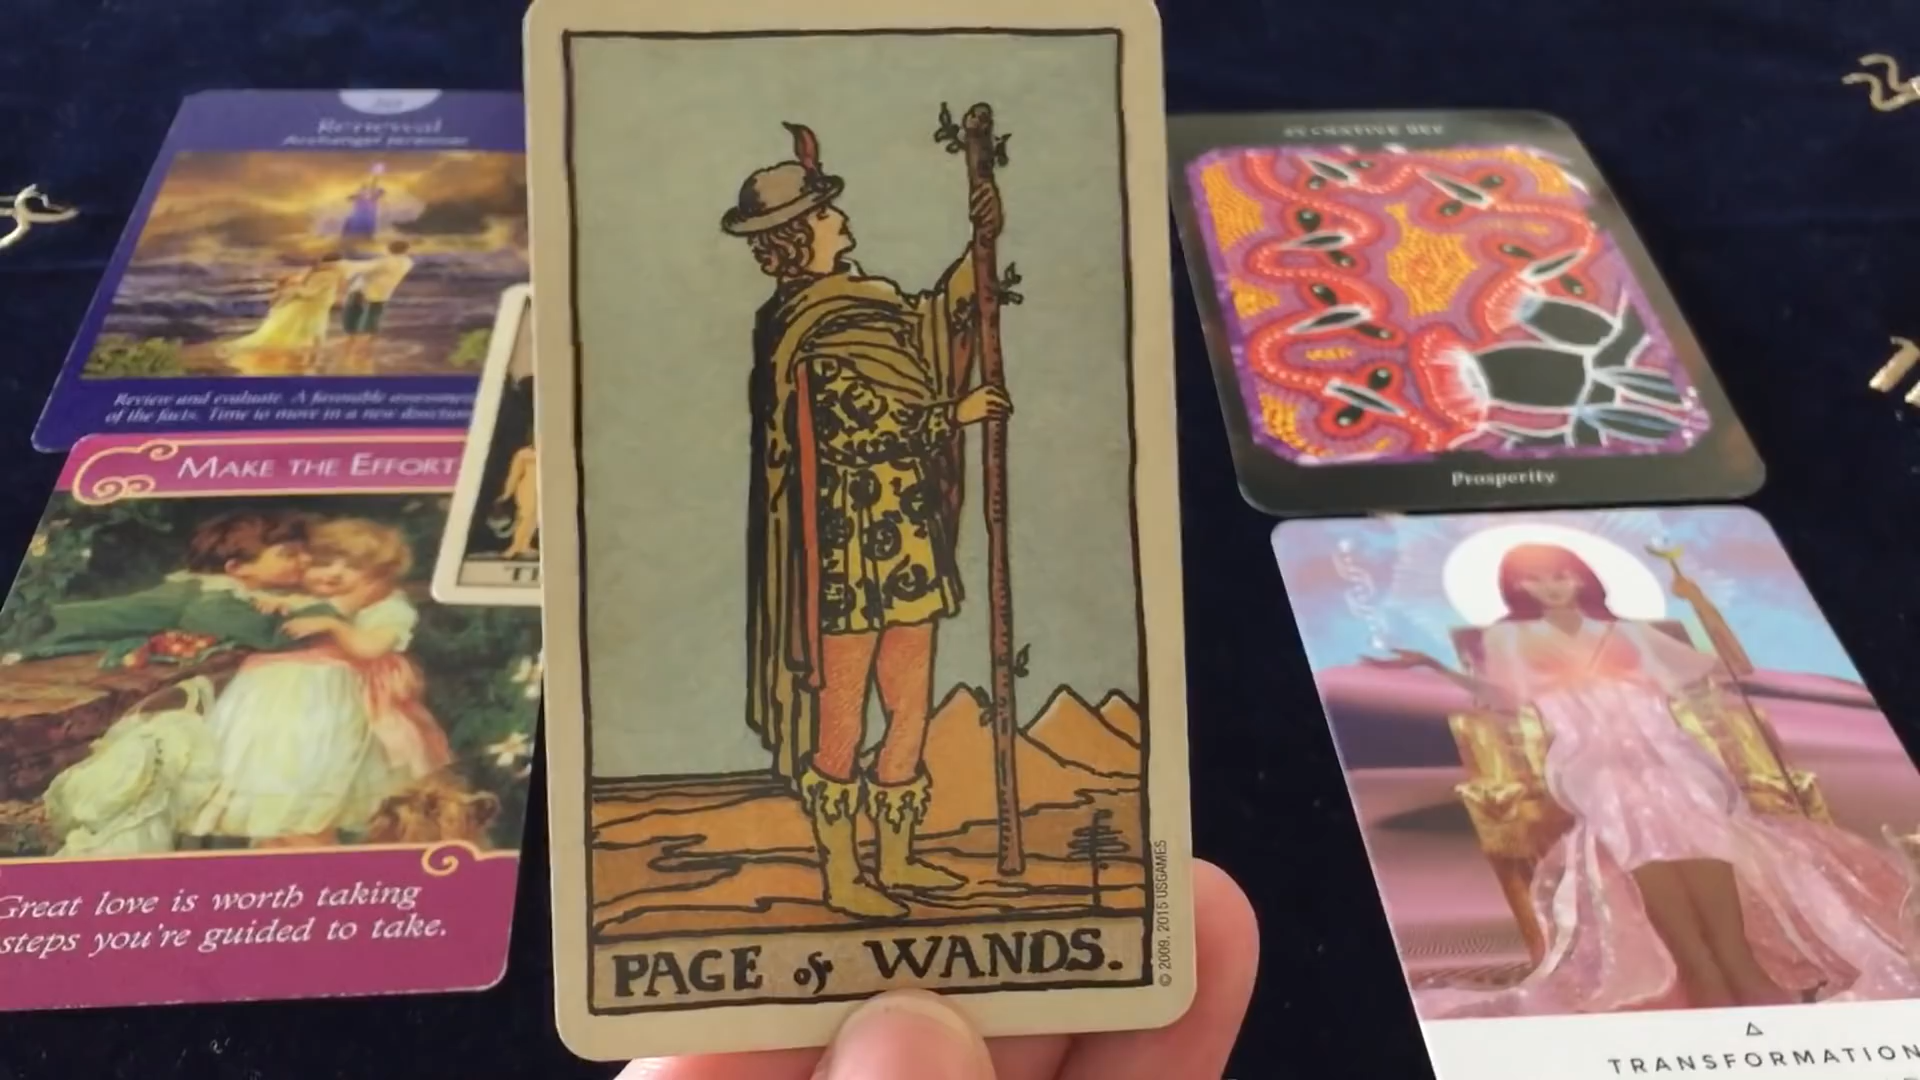 Renewal
Review and evaluate. A favorable
of the facts. Time to move in a new direction
MAKE THE EFFORT
Great love is worth taking
steps you're guided to take.
PAGE of WANDS.
© 2009, 2015 USGAMES
Prosperity
TRANSFORMATION